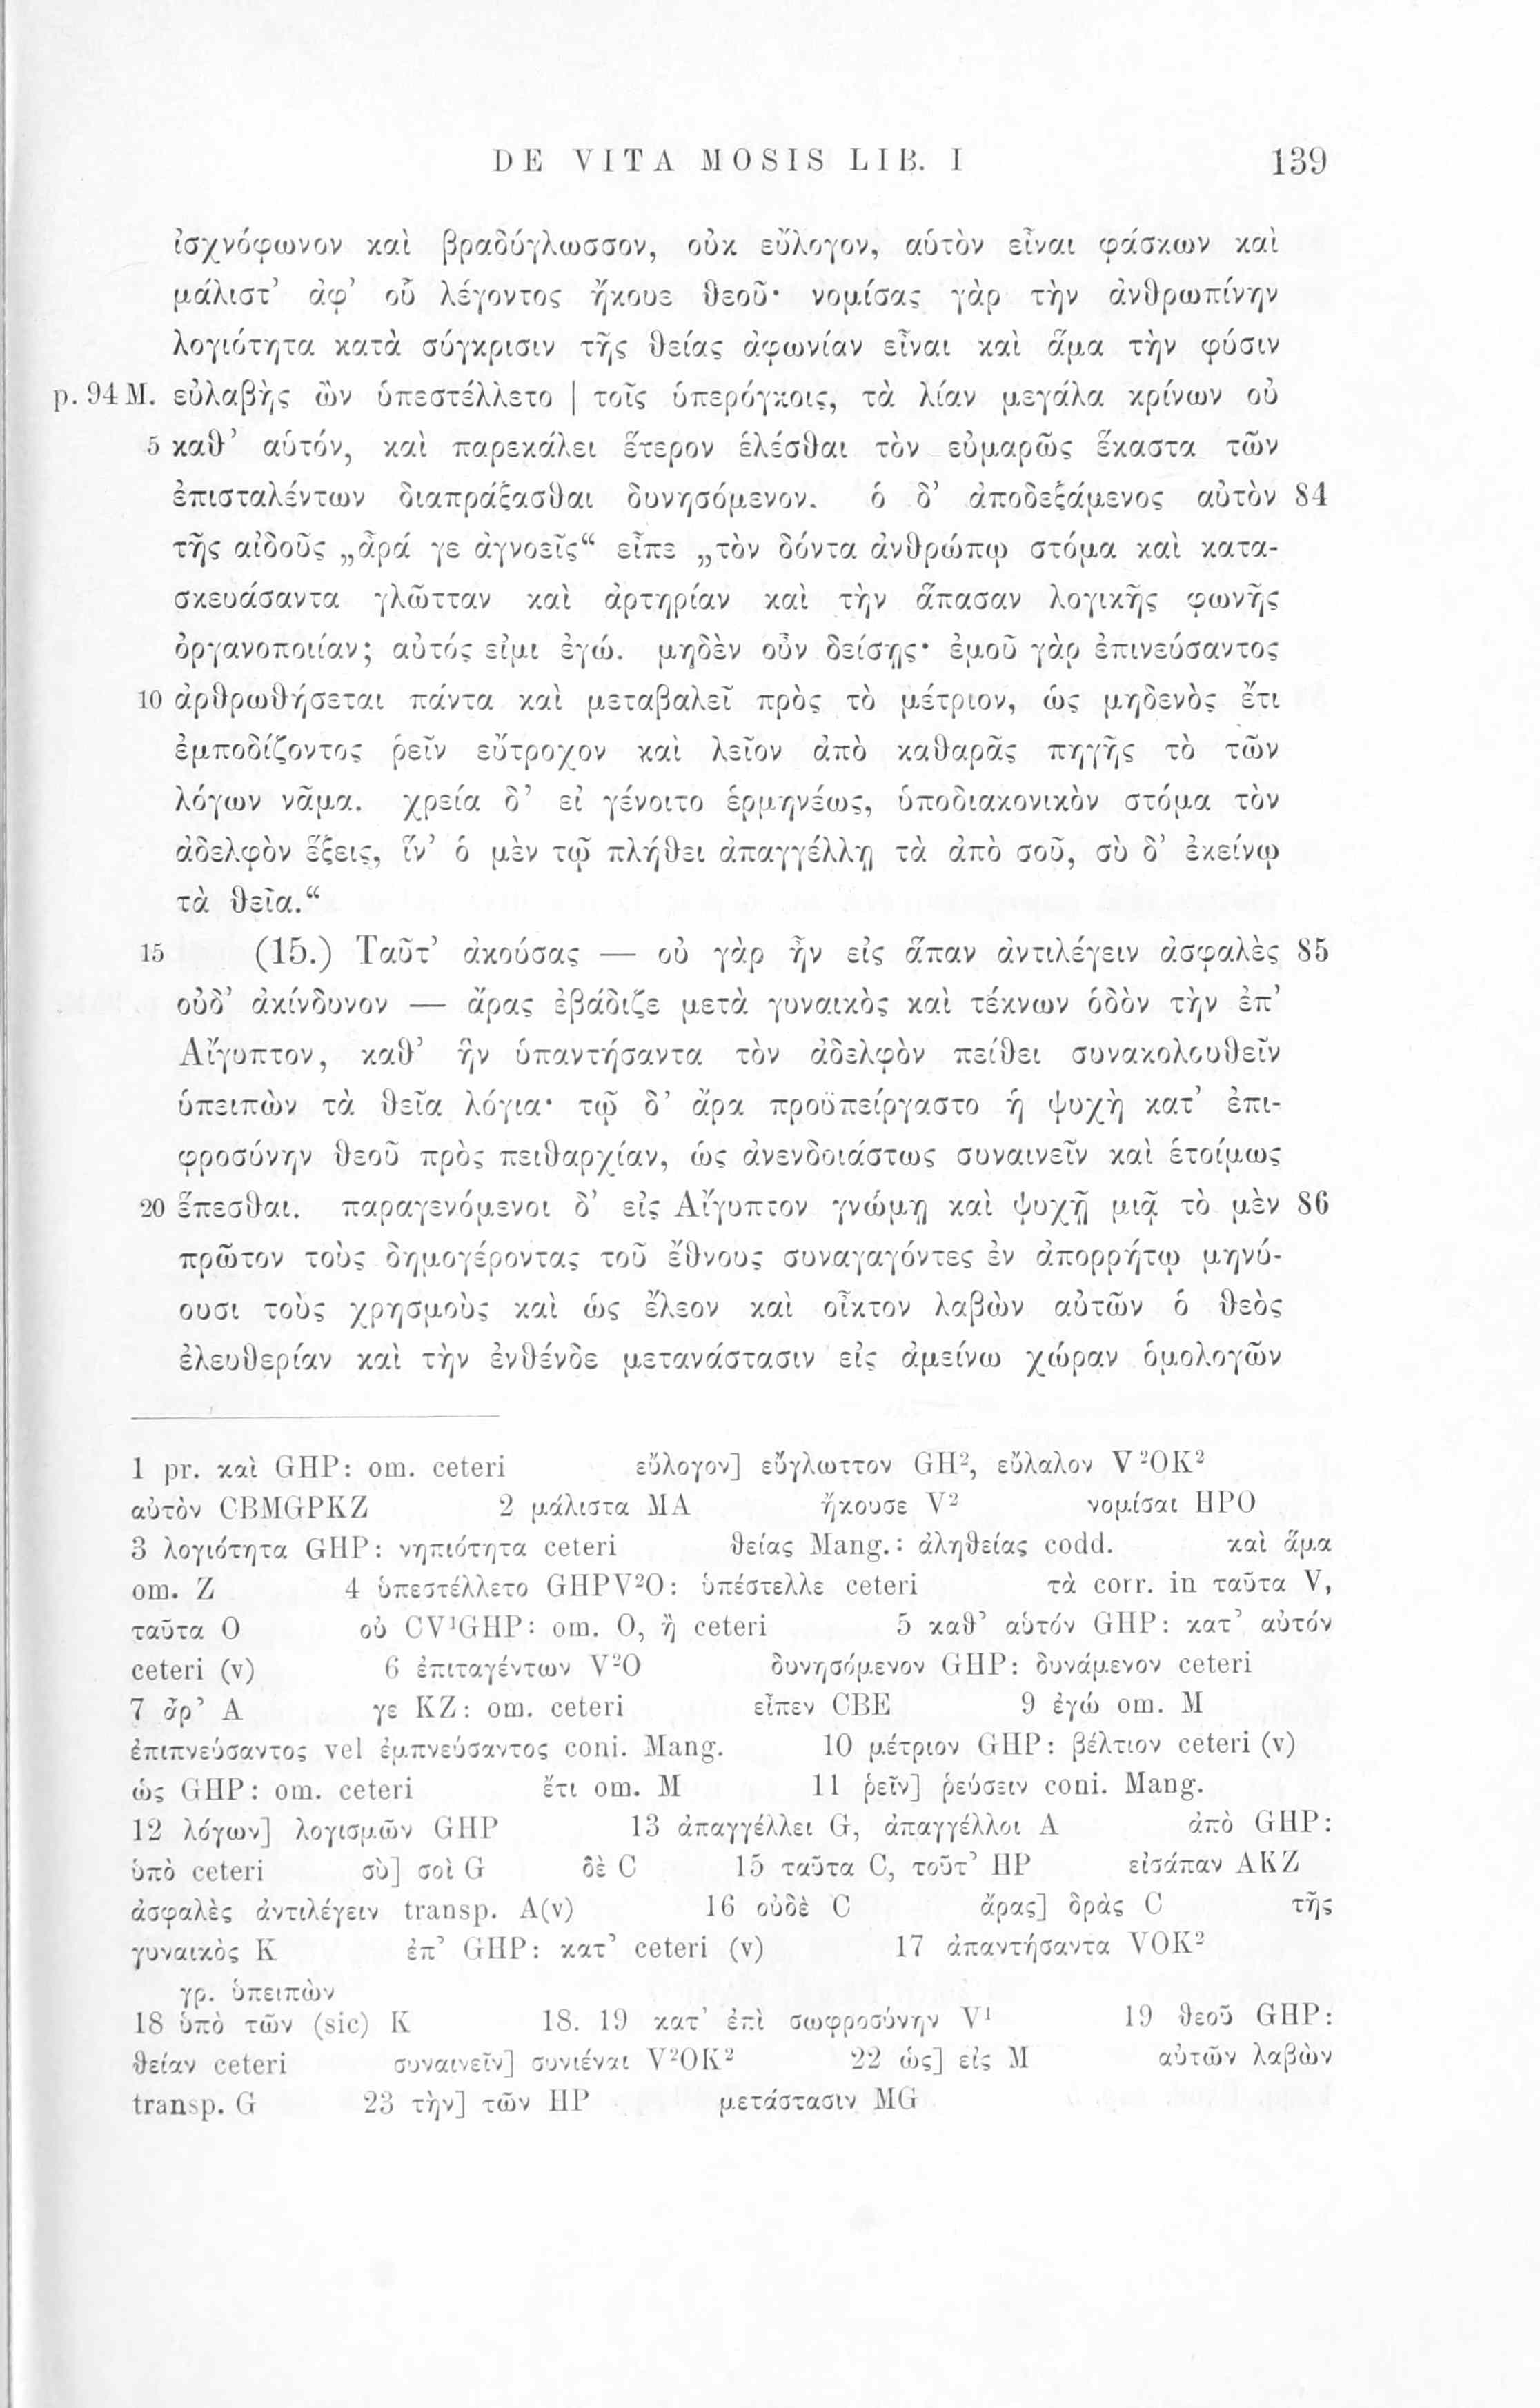 DE VITA MOSIS LIB. I 139
ἰσχνόφωνον καὶ βραδύγλωσσον, οὐκ εὔλογον, αὑτὸν εἶναι φάσκων καὶ
μάλιστ’ ἀφ’ οὗ λέγοντος ἤκουε θεοῦ· νομίσας γὰρ τὴν ἀνθρωπίνην
λογιότητα κατὰ σύγκρισιν τῆς θείας ἀφωνίαν εἶναι καὶ ἅμα τὴν φύσιν
p. 94 M. εὐλαβὴς ὢν ὑπεστέλλετο | τοῖς ὑπερόγκοις, τὰ λίαν μεγάλα κρίνων οὐ
5 καθ’ αὑτόν, καὶ παρεκάλει ἕτερον ἑλέσθαι τὸν εὐμαρῶς ἕκαστα τῶν
ἐπισταλέντων διαπράξασθαι δυνησόμενον. ὁ δ’ ἀποδεξάμενος αὐτὸν 84
τῆς αἰδοῦς „ἆρά γε ἀγνοεῖς“ εἶπε „τὸν δόντα ἀνθρώπῳ στόμα καὶ κατα-
σκευάσαντα γλῶτταν καὶ ἀρτηρίαν καὶ τὴν ἅπασαν λογικῆς φωνῆς
ὀργανοποιίαν; αὐτός εἰμι ἐγώ. μηδὲν οὖν δείσῃς· ἐμοῦ γὰρ ἐπινεύσαντος
10 ἀρθρωθήσεται πάντα καὶ μεταβαλεῖ πρὸς τὸ μέτριον, ὡς μηδενὸς ἔτι
ἐμποδίζοντος ῥεῖν εὔτροχον καὶ λεῖον ἀπὸ καθαρᾶς πηγῆς τὸ τῶν
λόγων νᾶμα. χρεία δ’ εἰ γένοιτο ἑρμηνέως, ὑποδιακονικὸν στόμα τὸν
ἀδελφὸν ἕξεις, ἵν’ ὁ μὲν τῷ πλήθει ἀπαγγέλλῃ τὰ ἀπὸ σοῦ, σὺ δ’ ἐκείνῳ
τὰ θεῖα.“
15 (15.) Ταῦτ’ ἀκούσας — οὐ γὰρ ἦν εἰς ἅπαν ἀντιλέγειν ἀσφαλὲς 85
οὐδ’ ἀκίνδυνον — ἄρας ἐβάδιζε μετὰ γυναικὸς καὶ τέκνων ὁδὸν τὴν ἐπ’
Αἴγυπτον, καθ’ ἣν ὑπαντήσαντα τὸν ἀδελφὸν πείθει συνακολουθεῖν
ὑπειπὼν τὰ θεῖα λόγια· τῷ δ’ ἄρα προϋπείργαστο ἡ ψυχὴ κατ’ ἐπι-
φροσύνην θεοῦ πρὸς πειθαρχίαν, ὡς ἀνενδοιάστως συναινεῖν καὶ ἑτοίμως
20 ἕπεσθαι. παραγενόμενοι δ’ εἰς Αἴγυπτον γνώμῃ καὶ ψυχῇ μιᾷ τὸ μὲν 86
πρῶτον τοὺς δημογέροντας τοῦ ἔθνους συναγαγόντες ἐν ἀπορρήτῳ μηνύ-
ουσι τοὺς χρησμοὺς καὶ ὡς ἔλεον καὶ οἶκτον λαβὼν αὐτῶν ὁ θεὸς
ἐλευθερίαν καὶ τὴν ἐνθένδε μετανάστασιν εἰς ἀμείνω χώραν ὁμολογῶν
1 pr. καὶ GHP: om. ceteri εὔλογον] εὔγλωττον GH², εὔλαλον V²OK²
αὐτὸν CBMGPKZ 2 μάλιστα MA ἤκουσε V² νομίσαι HPO
3 λογιότητα GHP: νηπιότητα ceteri θείας Mang.: ἀληθείας codd. καὶ ἅμα
om. Z 4 ὑπεστέλλετο GHPV²O: ὑπέστελλε ceteri τὰ corr. in ταῦτα V,
ταῦτα O οὐ CV¹GHP: om. O, ἢ ceteri 5 καθ’ αὑτόν GHP: κατ’ αὐτόν
ceteri (v) 6 ἐπιταγέντων V²O δυνησόμενον GHP: δυνάμενον ceteri
7 ἆρ’ A γε KZ: om. ceteri εἶπεν CBE 9 ἐγώ om. M
ἐπιπνεύσαντος vel ἐμπνεύσαντος coni. Mang. 10 μέτριον GHP: βέλτιον ceteri (v)
ὡς GHP: om. ceteri ἔτι om. M 11 ῥεῖν] ῥεύσειν coni. Mang.
12 λόγων] λογισμῶν GHP 13 ἀπαγγέλλει G, ἀπαγγέλλοι A ἀπὸ GHP:
ὑπὸ ceteri σὺ] σοὶ G δὲ C 15 ταῦτα C, τοῦτ’ HP εἰσάπαν AKZ
ἀσφαλὲς ἀντιλέγειν transp. A(v) 16 οὐδὲ C ἄρας] δρὰς C τῆς
γυναικὸς K ἐπ’ GHP: κατ’ ceteri (v) 17 ἀπαντήσαντα VOK²
γρ. ὑπειπὼν
18 ὑπὸ τῶν (sic) K 18. 19 κατ’ ἐπὶ σωφροσύνην V¹ 19 θεοῦ GHP:
θείαν ceteri συναινεῖν] συνιέναι V²OK² 22 ὡς] εἰς M αὐτῶν λαβὼν
transp. G 23 τὴν] τῶν HP μετάστασιν MG